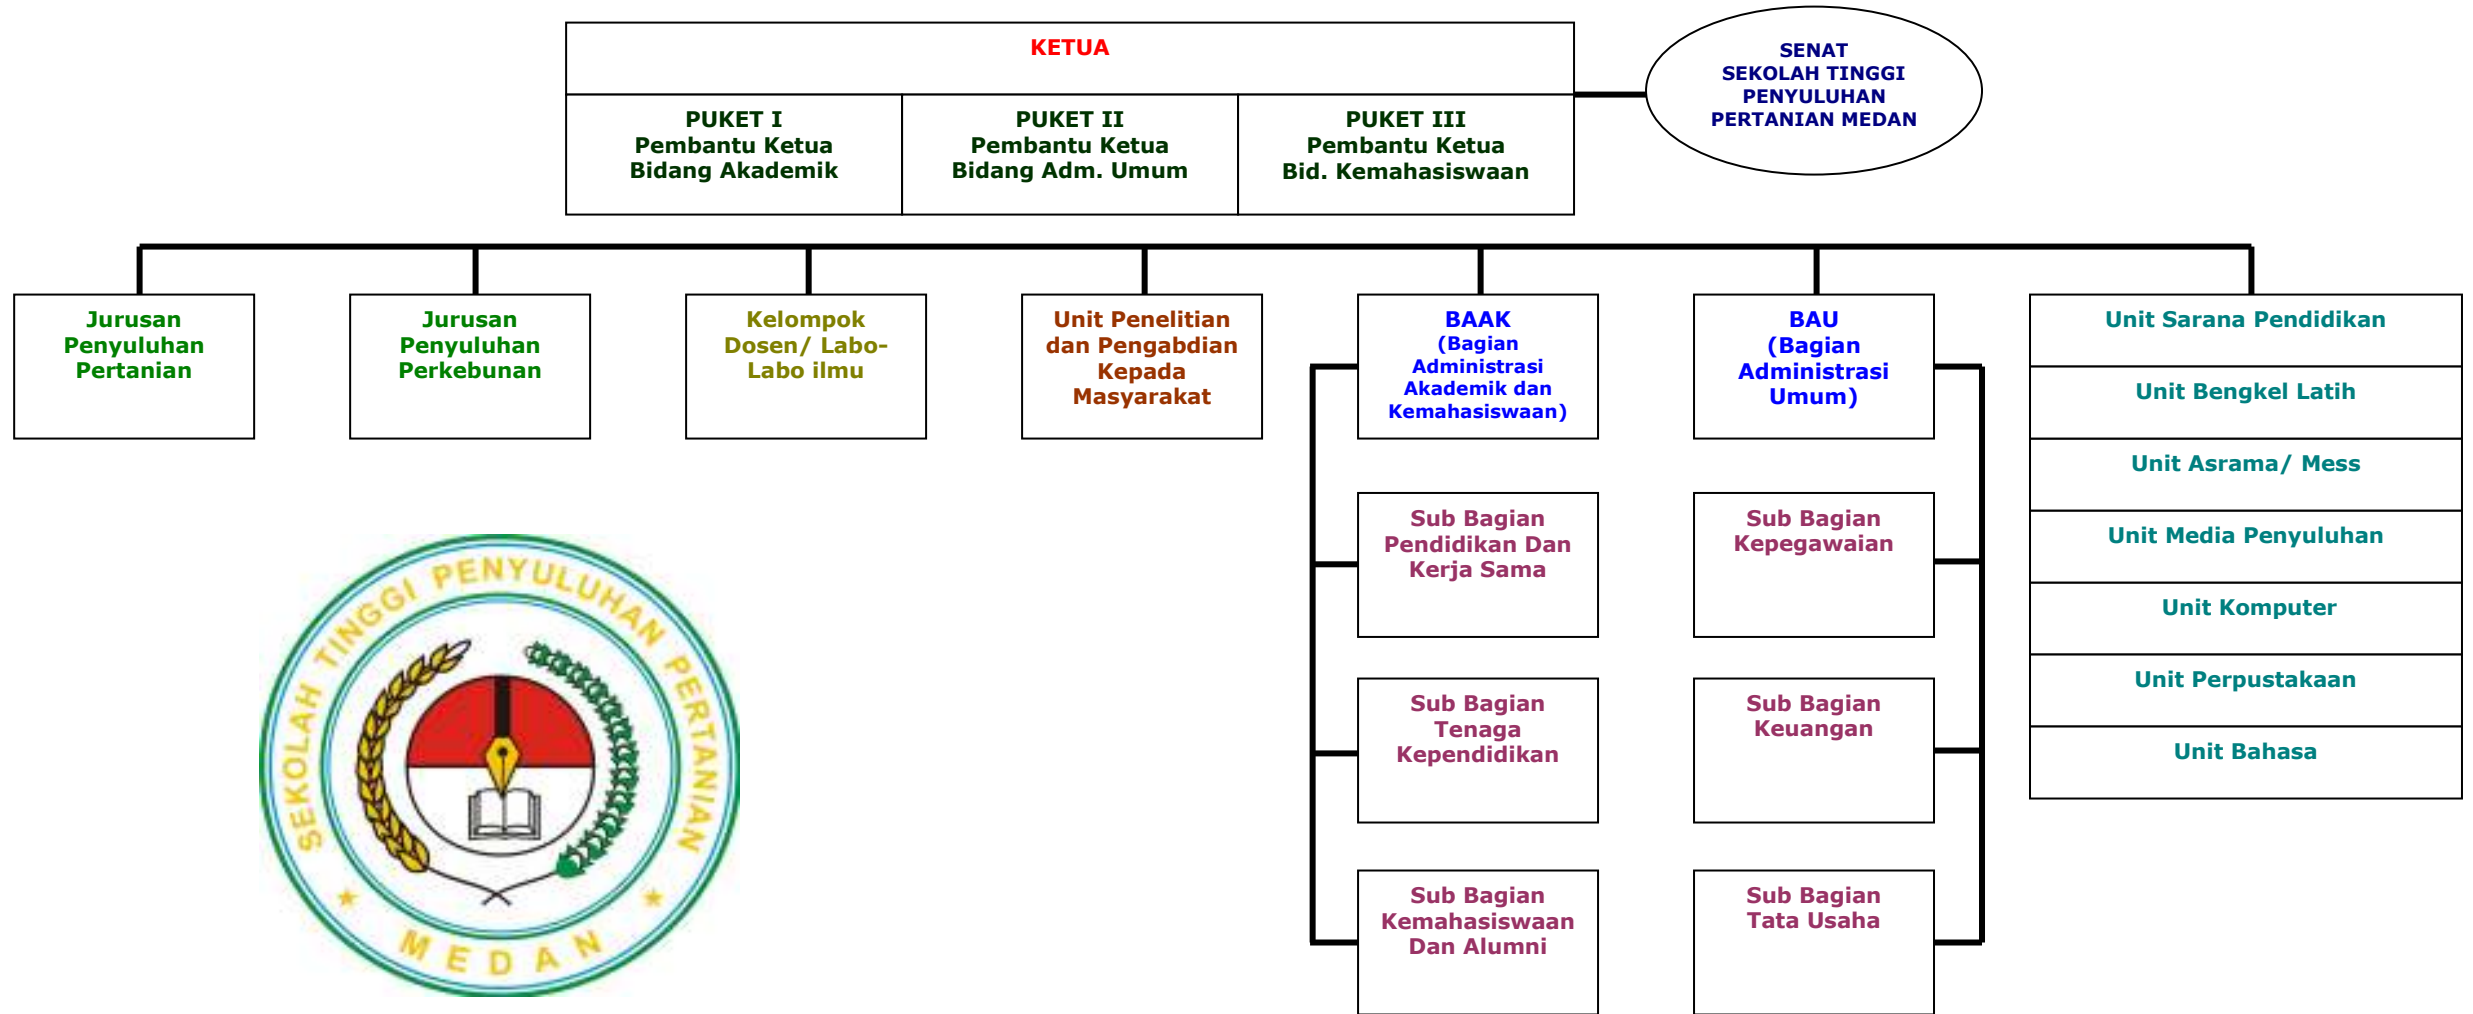 KETUA
SENAT
SEKOLAH TINGGI
PENYULUHAN
PERTANIAN MEDAN
PUKET I
Pembantu Ketua
Bidang Akademik
PUKET II
Pembantu Ketua
Bidang Adm. Umum
PUKET III
Pembantu Ketua
Bid. Kemahasiswaan
Jurusan
Penyuluhan
Pertanian
Jurusan
Penyuluhan
Perkebunan
Kelompok
Dosen/ Labo-
Labo ilmu
Unit Penelitian
dan Pengabdian
Kepada
Masyarakat
BAAK
(Bagian
Administrasi
Akademik dan
Kemahasiswaan)
Sub Bagian
Pendidikan Dan
Kerja Sama
Sub Bagian
Tenaga
Kependidikan
Sub Bagian
Kemahasiswaan
Dan Alumni
BAU
(Bagian
Administrasi
Umum)
Sub Bagian
Kepegawaian
Sub Bagian
Keuangan
Sub Bagian
Tata Usaha
Unit Sarana Pendidikan
Unit Bengkel Latih
Unit Asrama/ Mess
Unit Media Penyuluhan
Unit Komputer
Unit Perpustakaan
Unit Bahasa
SEKOLAH TINGGI PENYULUHAN PERTANIAN
MEDAN